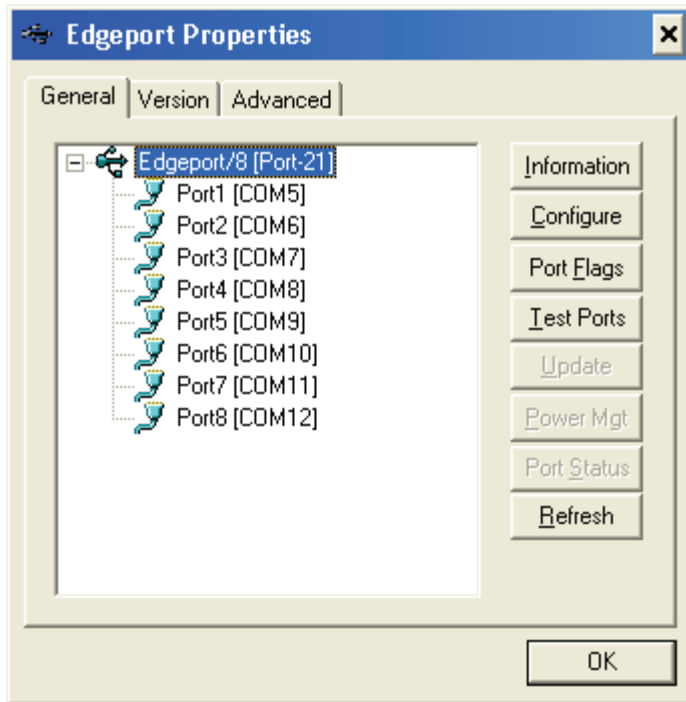 Edgeport Properties
General Version Advanced
Edgeport/8 [Port-21]
Port1 [COM5]
Port2 [COM6]
Port3 [COM7]
Port4 [COM8]
Port5 [COM9]
Port6 [COM10]
Port7 [COM11]
Port8 [COM12]
Information
Configure
Port Flags
Test Ports
Update
Power Mgt
Port Status
Refresh
OK